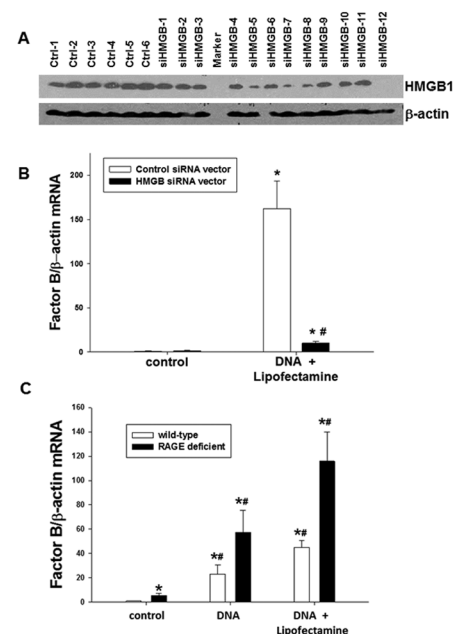 A
Ctrl-1 Ctrl-2 Ctrl-3 Ctrl-4 Ctrl-5 Ctrl-6 siHMGB-1 siHMGB-2 siHMGB-3 Marker siHMGB-4 siHMGB-5 siHMGB-6 siHMGB-7 siHMGB-8 siHMGB-9 siHMGB-10 siHMGB-11 siHMGB-12
HMGB1
β-actin
B
Factor B/β-actin mRNA
200
150
100
50
0
Control siRNA vector
HMGB siRNA vector
*
* #
control
DNA +
Lipofectamine
C
Factor B/β-actin mRNA
160
140
120
100
80
60
40
20
0
wild-type
RAGE deficient
*
*#
*#
*#
*#
control
DNA
DNA +
Lipofectamine